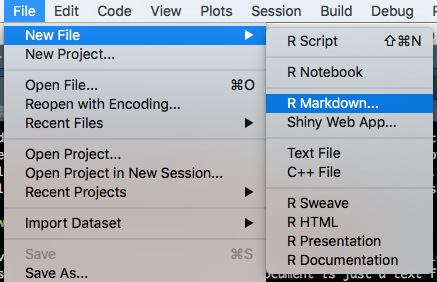 File Edit Code View Plots Session Build Debug
New File
New Project...
Open File... ⌘O
Reopen with Encoding...
Recent Files
Open Project...
Open Project in New Session...
Recent Projects
Import Dataset
Save ⌘S
Save As...
R Script ⇧⌘N
R Notebook
R Markdown...
Shiny Web App...
Text File
C++ File
R Sweave
R HTML
R Presentation
R Documentation
ocument is just a text f